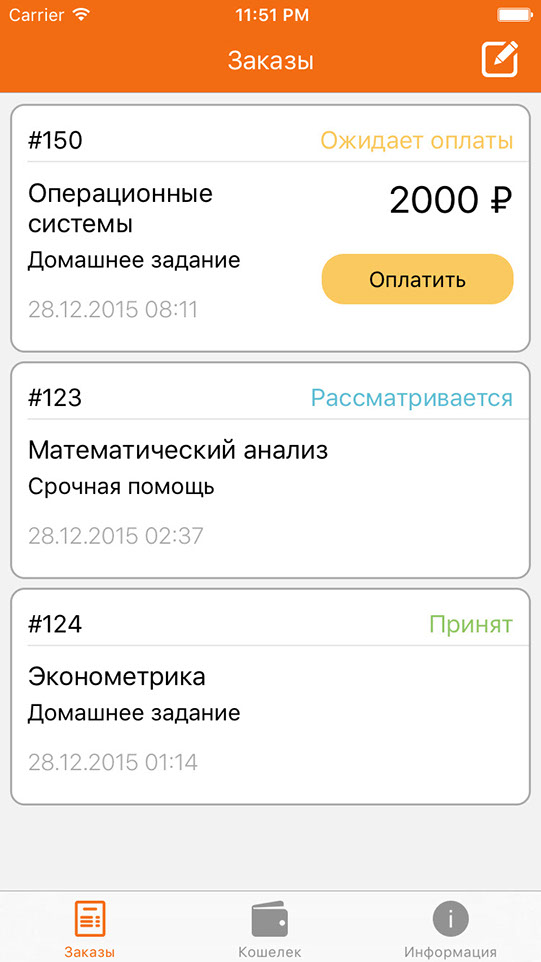 Carrier 11:51 PM
Заказы
#150 Ожидает оплаты
Операционные
системы
2000 ₽
Домашнее задание
Оплатить
28.12.2015 08:11
#123 Рассматривается
Математический анализ
Срочная помощь
28.12.2015 02:37
#124 Принят
Эконометрика
Домашнее задание
28.12.2015 01:14
Заказы Кошелек Информация